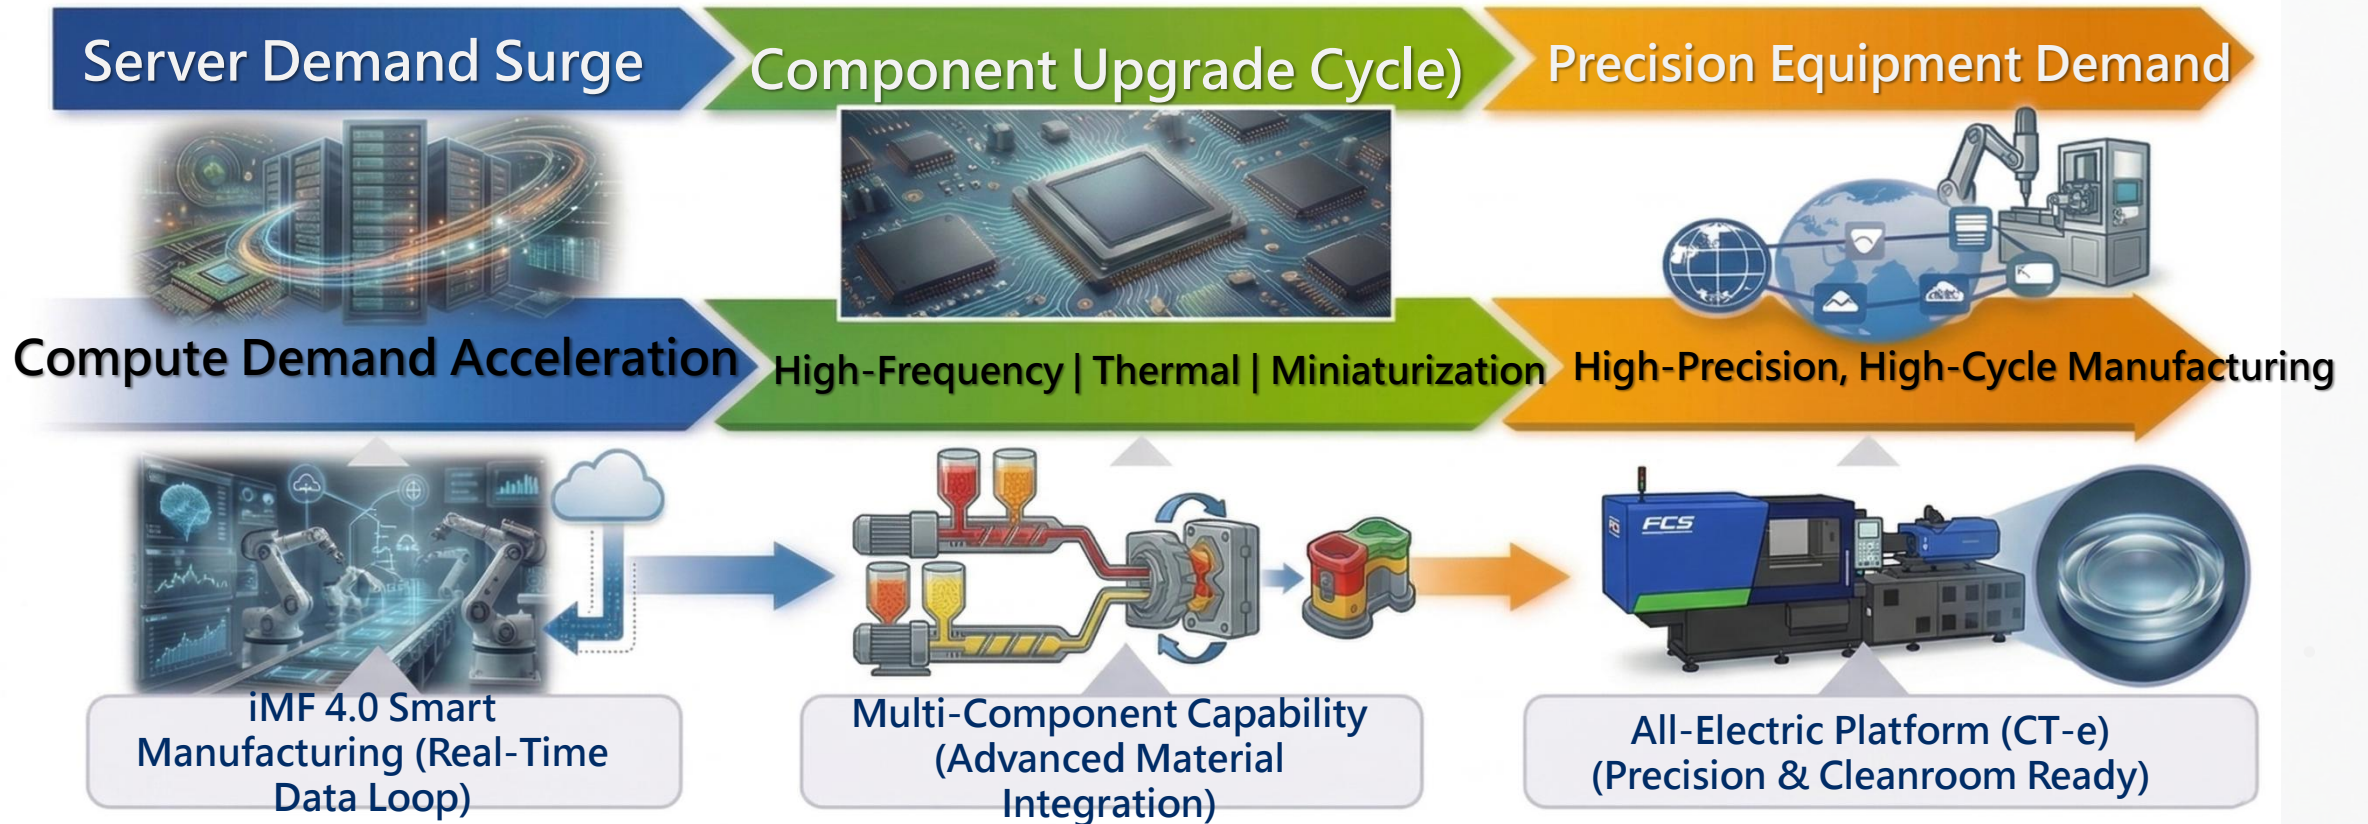 Server Demand Surge
Component Upgrade Cycle)
Precision Equipment Demand
Compute Demand Acceleration
High-Frequency | Thermal | Miniaturization
High-Precision, High-Cycle Manufacturing
FCS
iMF 4.0 Smart
Manufacturing (Real-Time
Data Loop)
Multi-Component Capability
(Advanced Material
Integration)
All-Electric Platform (CT-e)
(Precision & Cleanroom Ready)